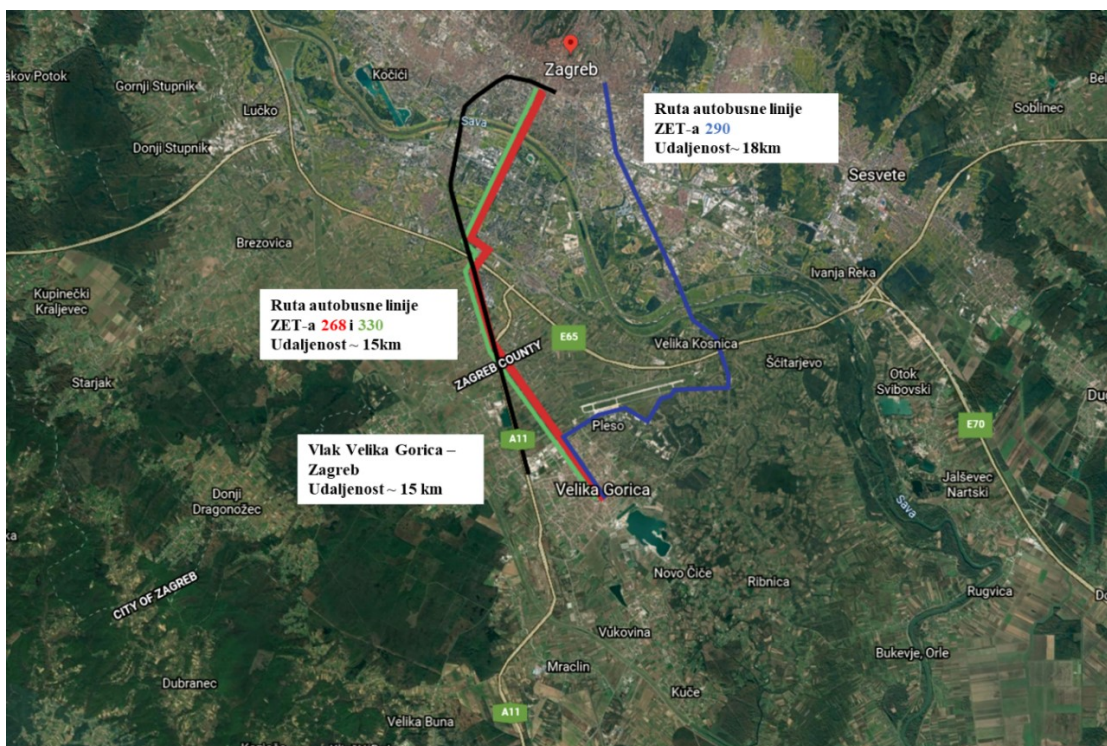 Zagreb
Kočići
akov Potok
Gornji Stupnik
Lučko
Donji Stupnik
Sava
Ruta autobusne linije
ZET-a 290
Udaljenost~ 18km
Soblinec
Sesvete
Brezovica
Ivanja Reka
Kupinečki
Kraljevec
Ruta autobusne linije
ZET-a 268 i 330
Udaljenost ~ 15km
E65
Velika Kosnica
ZAGREB COUNTY
Šćitarjevo
Starjak
Otok
Svibovski
Pleso
E70
A11
Vlak Velika Gorica –
Zagreb
Udaljenost ~ 15 km
Velika Gorica
Donji
Dragonožec
Jalševec
Nartski
Sava
Novo Čiče
Ribnica
CITY OF ZAGREB
Rugvica
Vukovina
Bukevje, Orle
Mraclin
Dubranec
Kuče
A11
Velika Buna